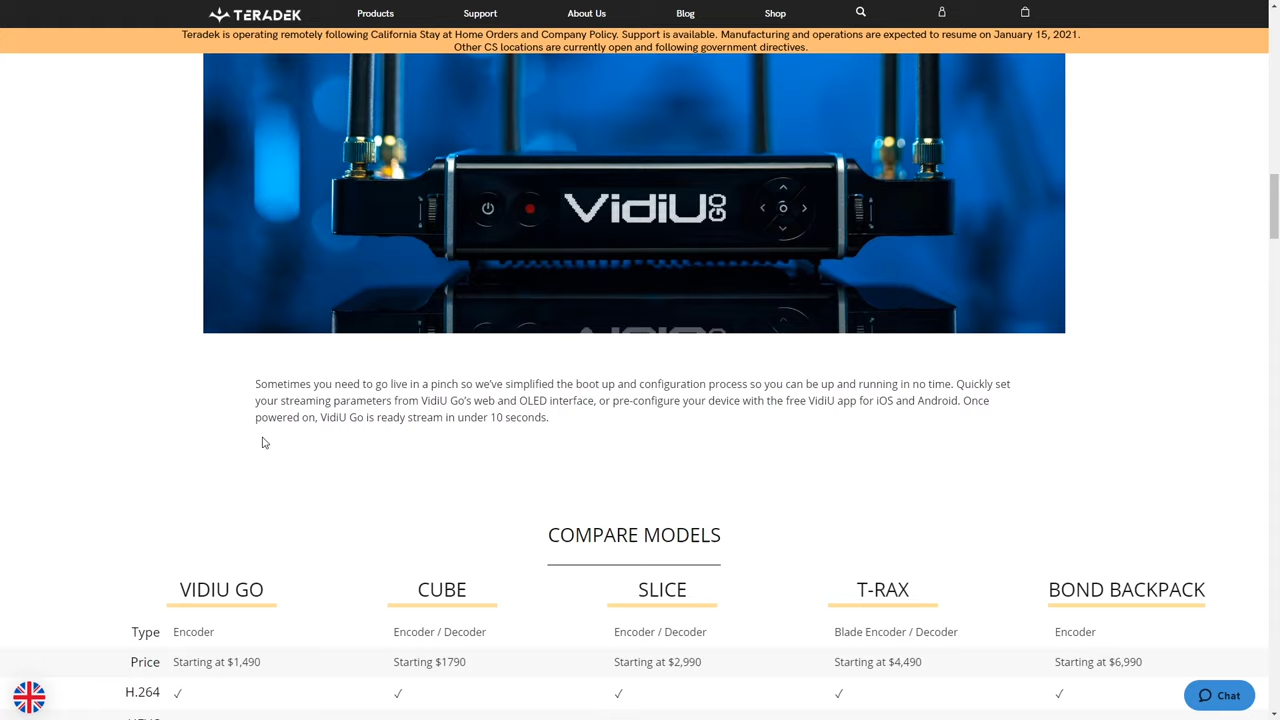 TERADEK Products Support About Us Blog Shop
Teradek is operating remotely following California Stay at Home Orders and Company Policy. Support is available. Manufacturing and operations are expected to resume on January 15, 2021.
Other CS locations are currently open and following government directives.
VidiU GO
Sometimes you need to go live in a pinch so we've simplified the boot up and configuration process so you can be up and running in no time. Quickly set
your streaming parameters from VidiU Go's web and OLED interface, or pre-configure your device with the free VidiU app for iOS and Android. Once
powered on, VidiU Go is ready stream in under 10 seconds.
COMPARE MODELS
VIDIU GO CUBE SLICE T-RAX BOND BACKPACK
Type Encoder Encoder / Decoder Encoder / Decoder Blade Encoder / Decoder Encoder
Price Starting at $1,490 Starting $1790 Starting at $2,990 Starting at $4,490 Starting at $6,990
H.264 ✓ ✓ ✓ ✓ ✓
Chat